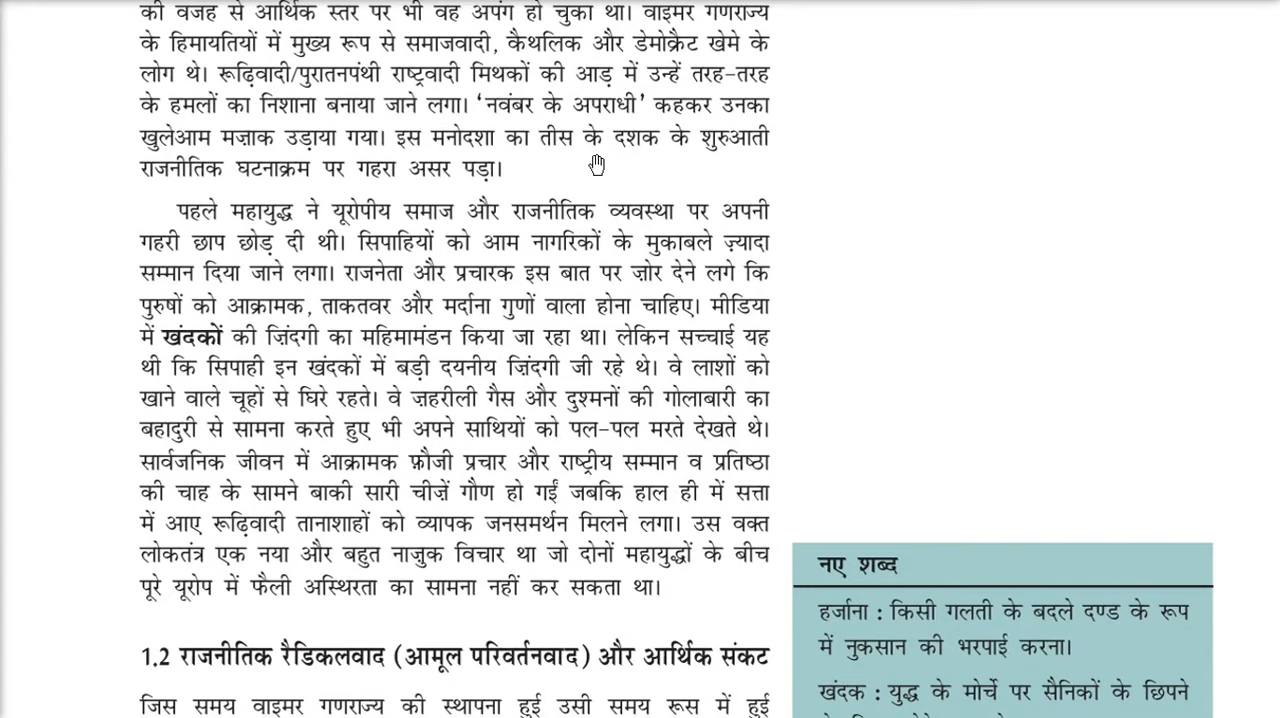 की वजह से आर्थिक स्तर पर भी वह अपंग हो चुका था। वाइमर गणराज्य
के हिमायतियों में मुख्य रूप से समाजवादी, कैथलिक और डेमोक्रैट खेमे के
लोग थे। रूढ़िवादी/पुरातनपंथी राष्ट्रवादी मिथकों की आड़ में उन्हें तरह-तरह
के हमलों का निशाना बनाया जाने लगा। ‘नवंबर के अपराधी’ कहकर उनका
खुलेआम मज़ाक उड़ाया गया। इस मनोदशा का तीस के दशक के शुरुआती
राजनीतिक घटनाक्रम पर गहरा असर पड़ा।
पहले महायुद्ध ने यूरोपीय समाज और राजनीतिक व्यवस्था पर अपनी
गहरी छाप छोड़ दी थी। सिपाहियों को आम नागरिकों के मुकाबले ज़्यादा
सम्मान दिया जाने लगा। राजनेता और प्रचारक इस बात पर ज़ोर देने लगे कि
पुरुषों को आक्रामक, ताकतवर और मर्दाना गुणों वाला होना चाहिए। मीडिया
में खंदकों की ज़िंदगी का महिमामंडन किया जा रहा था। लेकिन सच्चाई यह
थी कि सिपाही इन खंदकों में बड़ी दयनीय ज़िंदगी जी रहे थे। वे लाशों को
खाने वाले चूहों से घिरे रहते। वे ज़हरीली गैस और दुश्मनों की गोलाबारी का
बहादुरी से सामना करते हुए भी अपने साथियों को पल-पल मरते देखते थे।
सार्वजनिक जीवन में आक्रामक फ़ौजी प्रचार और राष्ट्रीय सम्मान व प्रतिष्ठा
की चाह के सामने बाकी सारी चीज़ें गौण हो गईं जबकि हाल ही में सत्ता
में आए रूढ़िवादी तानाशाहों को व्यापक जनसमर्थन मिलने लगा। उस वक्त
लोकतंत्र एक नया और बहुत नाज़ुक विचार था जो दोनों महायुद्धों के बीच
पूरे यूरोप में फैली अस्थिरता का सामना नहीं कर सकता था।
1.2 राजनीतिक रैडिकलवाद (आमूल परिवर्तनवाद) और आर्थिक संकट
जिस समय वाइमर गणराज्य की स्थापना हुई उसी समय रूस में हुई
नए शब्द
हर्जाना : किसी गलती के बदले दण्ड के रूप
में नुकसान की भरपाई करना।
खंदक : युद्ध के मोर्चे पर सैनिकों के छिपने